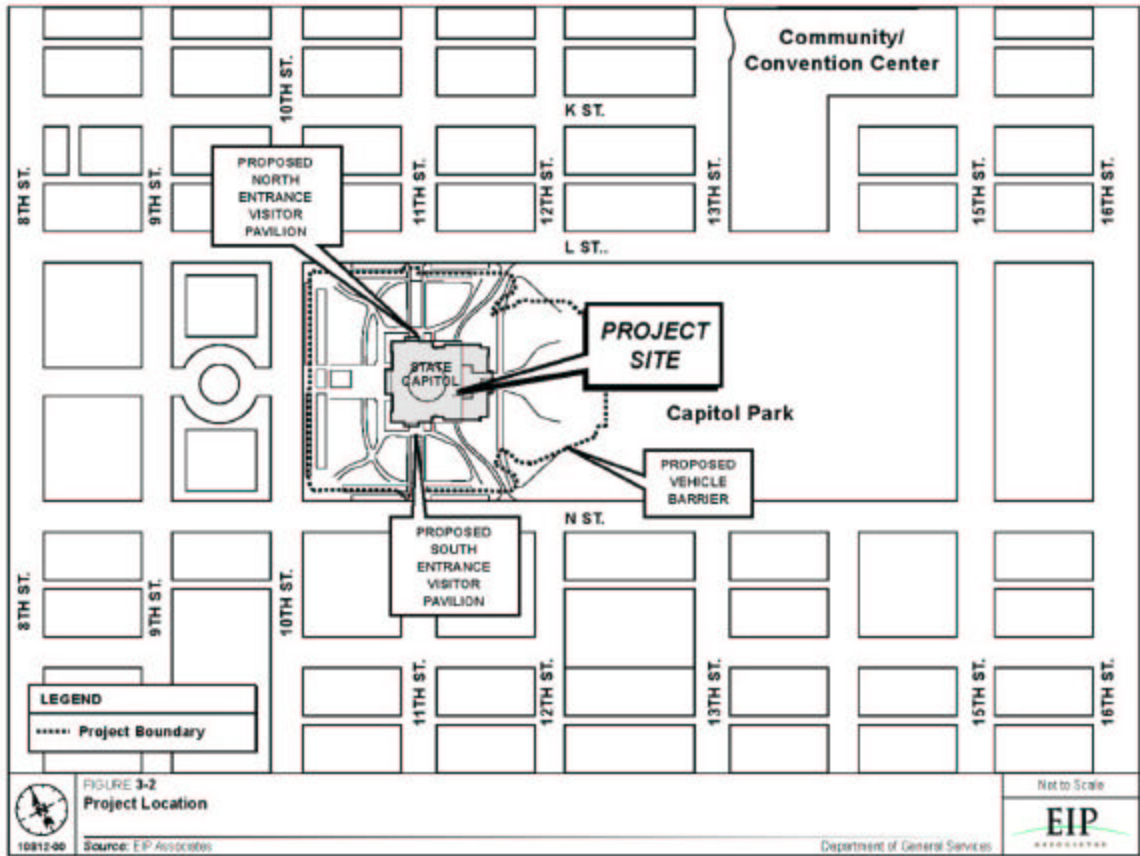 Community/
Convention Center
10TH ST.
K ST.
PROPOSED
NORTH
ENTRANCE
VISITOR
PAVILION
8TH ST.
9TH ST.
11TH ST.
12TH ST.
13TH ST.
15TH ST.
16TH ST.
L ST..
PROJECT
SITE
STATE
CAPITOL
Capitol Park
PROPOSED
VEHICLE
BARRIER
N ST.
PROPOSED
SOUTH
ENTRANCE
VISITOR
PAVILION
8TH ST.
9TH ST.
10TH ST.
11TH ST.
12TH ST.
13TH ST.
15TH ST.
16TH ST.
LEGEND
Project Boundary
FIGURE 3-2
Project Location
Not to Scale
EIP
ASSOCIATES
10812-00
Source: EIP Associates
Department of General Services